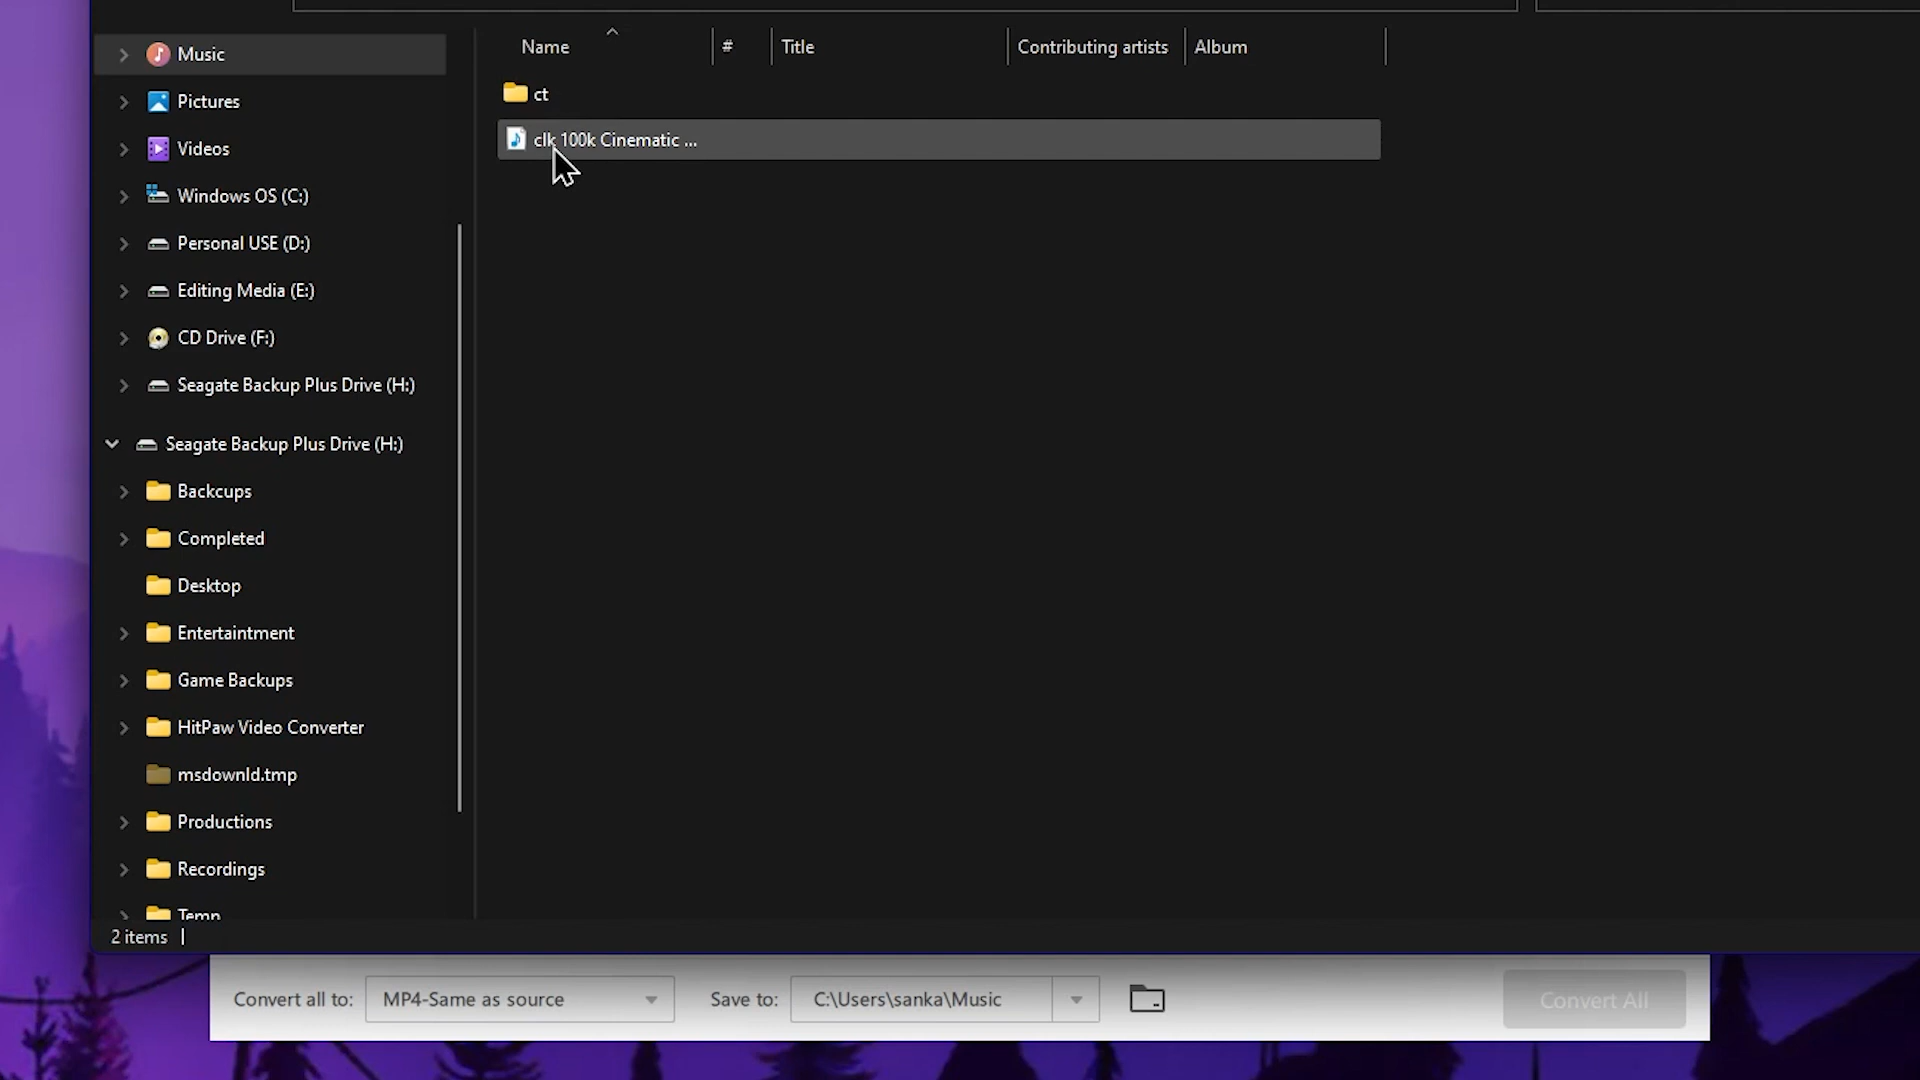 Name # Title Contributing artists Album
Music
Pictures
Videos
Windows OS (C:)
Personal USE (D:)
Editing Media (E:)
CD Drive (F:)
Seagate Backup Plus Drive (H:)
Seagate Backup Plus Drive (H:)
Backcups
Completed
Desktop
Entertaintment
Game Backups
HitPaw Video Converter
msdownld.tmp
Productions
Recordings
Temp
ct
clk 100k Cinematic ...
2 items
Convert all to: MP4-Same as source Save to: C:\Users\sanka\Music Convert All